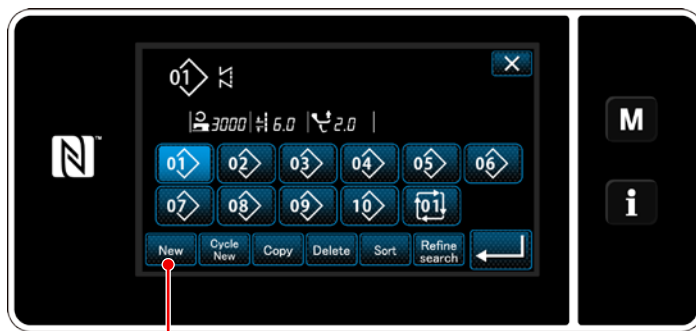 01
3000 6.0 2.0
01 02 03 04 05 06
07 08 09 10 01
New Cycle New Copy Delete Sort Refine search
M
i